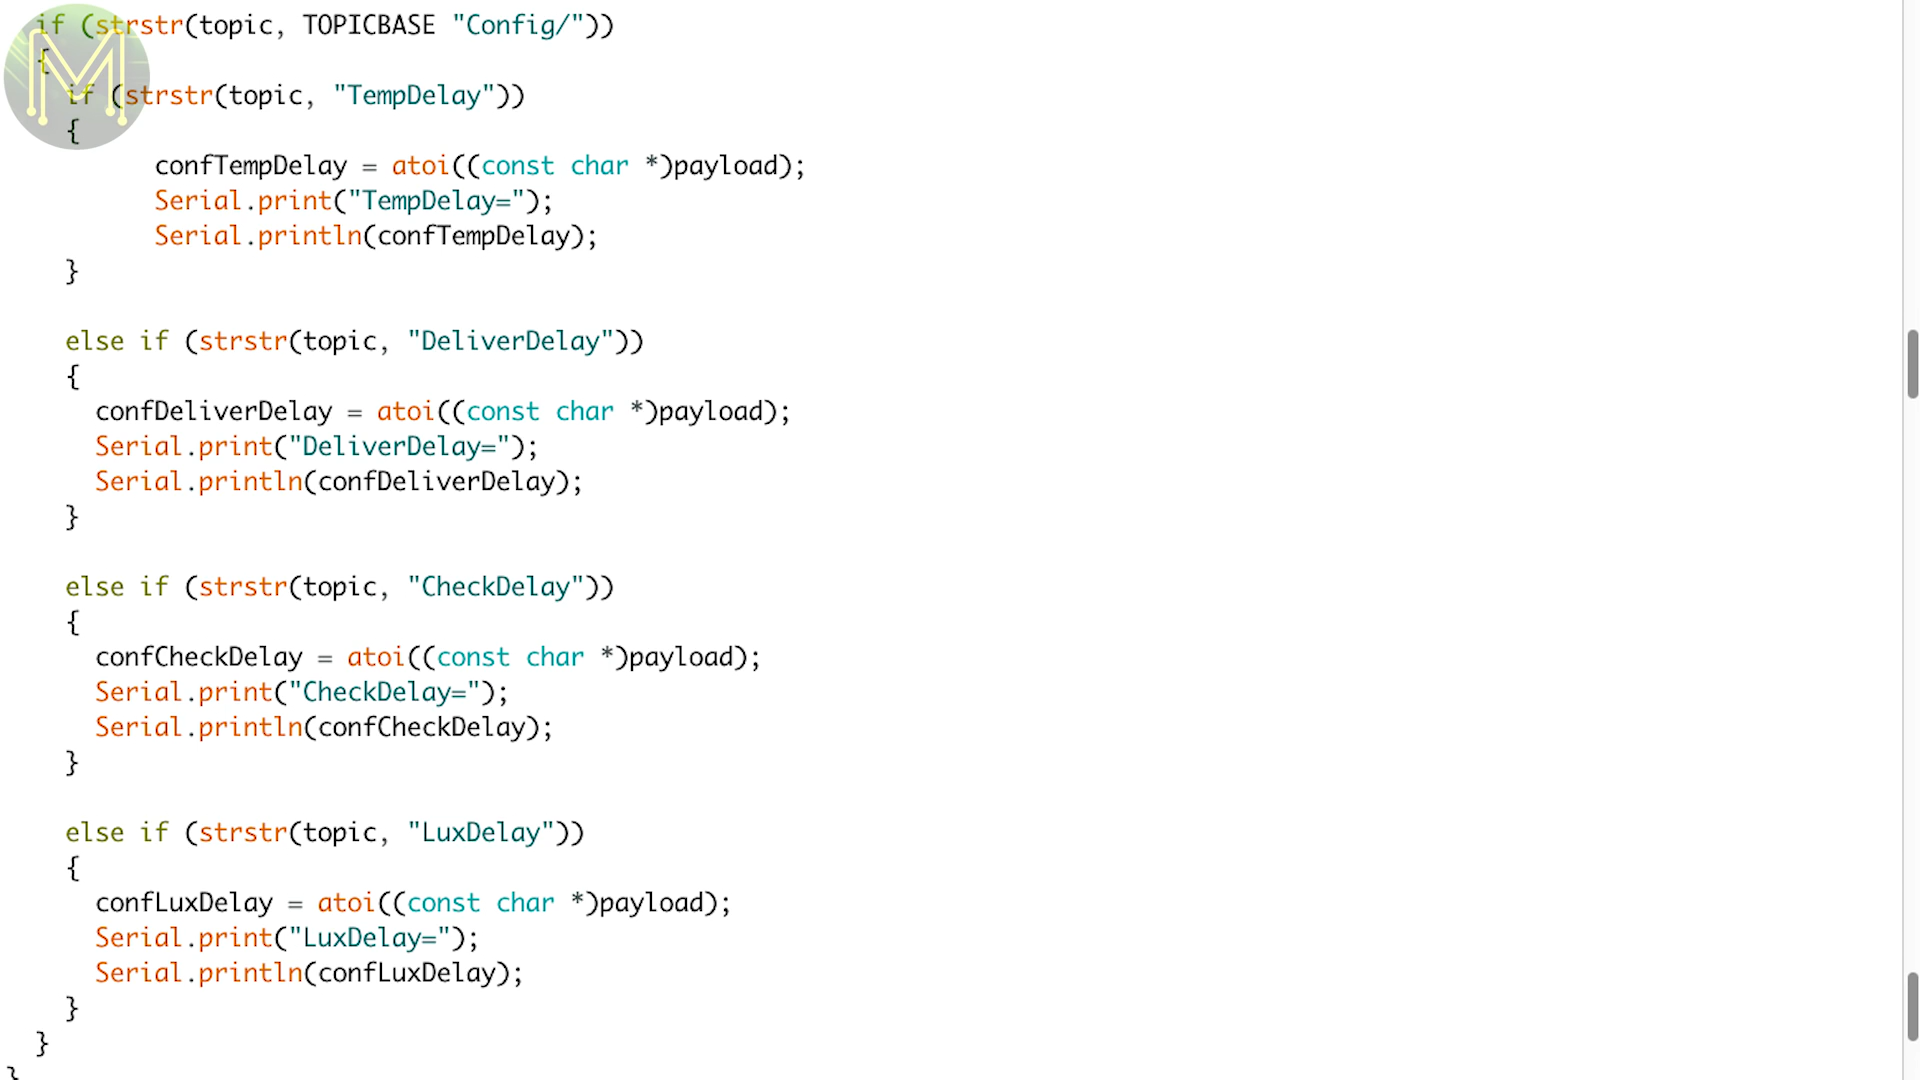 if (strstr(topic, TOPICBASE "Config/"))
{
if (strstr(topic, "TempDelay"))
{
confTempDelay = atoi((const char *)payload);
Serial.print("TempDelay=");
Serial.println(confTempDelay);
}
else if (strstr(topic, "DeliverDelay"))
{
confDeliverDelay = atoi((const char *)payload);
Serial.print("DeliverDelay=");
Serial.println(confDeliverDelay);
}
else if (strstr(topic, "CheckDelay"))
{
confCheckDelay = atoi((const char *)payload);
Serial.print("CheckDelay=");
Serial.println(confCheckDelay);
}
else if (strstr(topic, "LuxDelay"))
{
confLuxDelay = atoi((const char *)payload);
Serial.print("LuxDelay=");
Serial.println(confLuxDelay);
}
}
}